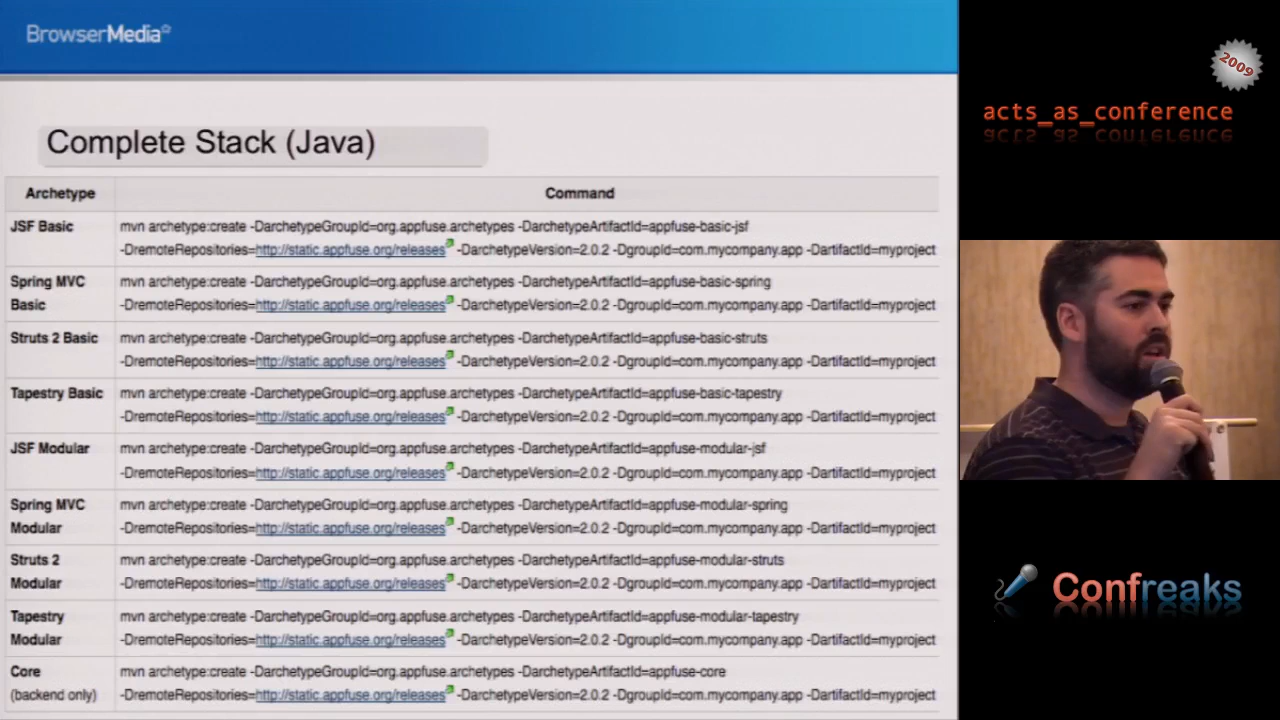 BrowserMedia
2009
acts_as_conference
Complete Stack (Java)
Archetype Command
JSF Basic mvn archetype:create -DarchetypeGroupId=org.appfuse.archetypes -DarchetypeArtifactId=appfuse-basic-jsf
-DremoteRepositories=http://static.appfuse.org/releases -DarchetypeVersion=2.0.2 -DgroupId=com.mycompany.app -DartifactId=myproject
Spring MVC mvn archetype:create -DarchetypeGroupId=org.appfuse.archetypes -DarchetypeArtifactId=appfuse-basic-spring
Basic -DremoteRepositories=http://static.appfuse.org/releases -DarchetypeVersion=2.0.2 -DgroupId=com.mycompany.app -DartifactId=myproject
Struts 2 Basic mvn archetype:create -DarchetypeGroupId=org.appfuse.archetypes -DarchetypeArtifactId=appfuse-basic-struts
-DremoteRepositories=http://static.appfuse.org/releases -DarchetypeVersion=2.0.2 -DgroupId=com.mycompany.app -DartifactId=myproject
Tapestry Basic mvn archetype:create -DarchetypeGroupId=org.appfuse.archetypes -DarchetypeArtifactId=appfuse-basic-tapestry
-DremoteRepositories=http://static.appfuse.org/releases -DarchetypeVersion=2.0.2 -DgroupId=com.mycompany.app -DartifactId=myproject
JSF Modular mvn archetype:create -DarchetypeGroupId=org.appfuse.archetypes -DarchetypeArtifactId=appfuse-modular-jsf
-DremoteRepositories=http://static.appfuse.org/releases -DarchetypeVersion=2.0.2 -DgroupId=com.mycompany.app -DartifactId=myproject
Spring MVC mvn archetype:create -DarchetypeGroupId=org.appfuse.archetypes -DarchetypeArtifactId=appfuse-modular-spring
Modular -DremoteRepositories=http://static.appfuse.org/releases -DarchetypeVersion=2.0.2 -DgroupId=com.mycompany.app -DartifactId=myproject
Struts 2 mvn archetype:create -DarchetypeGroupId=org.appfuse.archetypes -DarchetypeArtifactId=appfuse-modular-struts
Modular -DremoteRepositories=http://static.appfuse.org/releases -DarchetypeVersion=2.0.2 -DgroupId=com.mycompany.app -DartifactId=myproject
Tapestry mvn archetype:create -DarchetypeGroupId=org.appfuse.archetypes -DarchetypeArtifactId=appfuse-modular-tapestry
Modular -DremoteRepositories=http://static.appfuse.org/releases -DarchetypeVersion=2.0.2 -DgroupId=com.mycompany.app -DartifactId=myproject
Core mvn archetype:create -DarchetypeGroupId=org.appfuse.archetypes -DarchetypeArtifactId=appfuse-core
(backend only) -DremoteRepositories=http://static.appfuse.org/releases -DarchetypeVersion=2.0.2 -DgroupId=com.mycompany.app -DartifactId=myproject
Confreaks